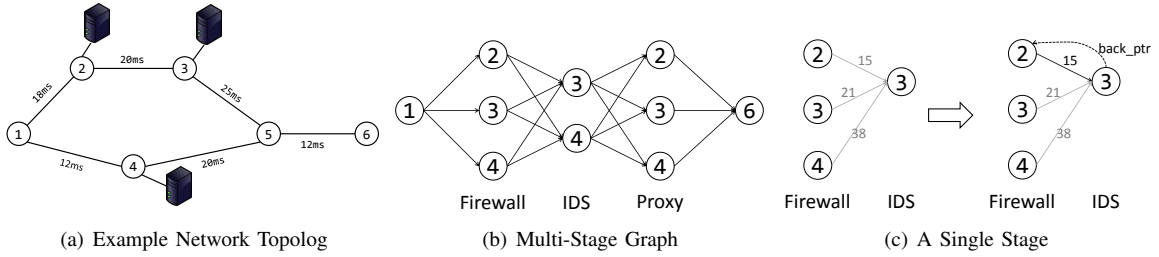 2
20ms
3
18ms
25ms
1
5
6
12ms
12ms
4
20ms
(a) Example Network Topolog
2
3
1
3
4
4
2
3
4
6
Firewall IDS Proxy
(b) Multi-Stage Graph
2
15
3
3
21
38
4
Firewall IDS
2
back_ptr
15
3
3
21
38
4
Firewall IDS
(c) A Single Stage